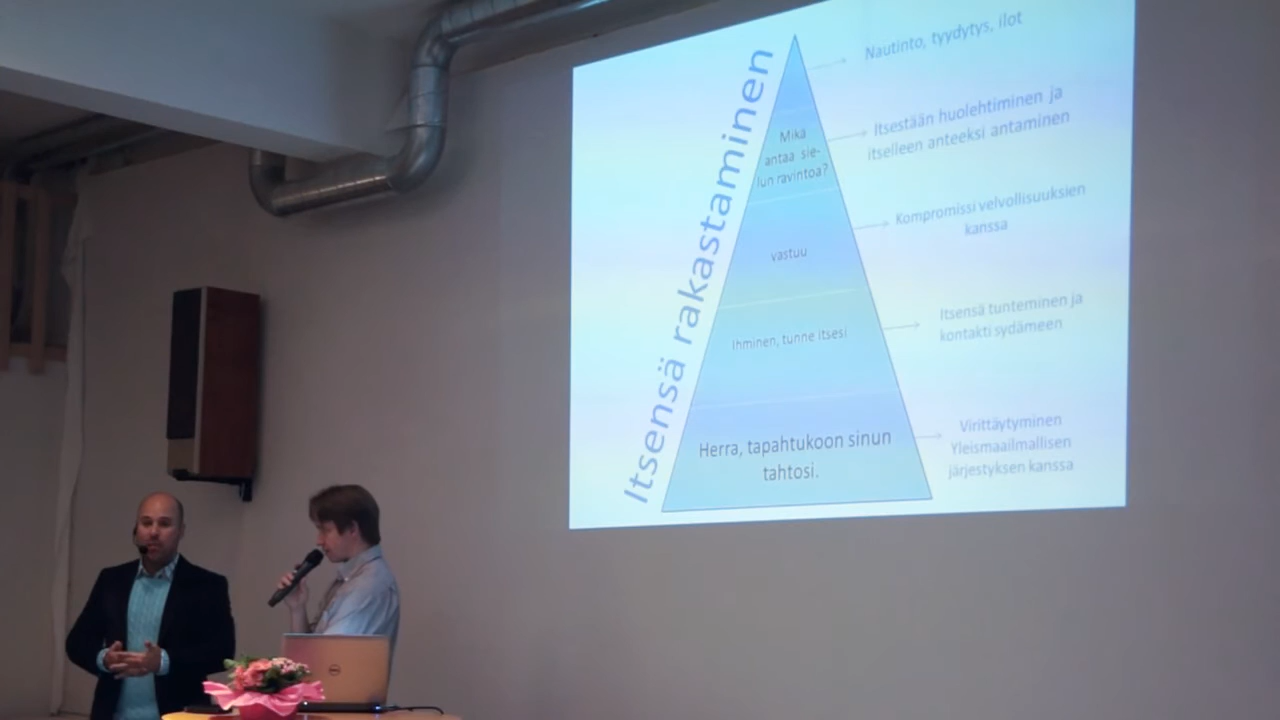 Itsensä rakastaminen
Nautinto, tyydytys, ilot
Mikä
antaa sie-
lun ravintoa?
Itsestään huolehtiminen ja
itselleen anteeksi antaminen
vastuu
Kompromissi velvollisuuksien
kanssa
Ihminen, tunne itsesi
Itsensä tunteminen ja
kontakti sydämeen
Herra, tapahtukoon sinun
tahtosi.
Virittäytyminen
Yleismaailmallisen
järjestyksen kanssa
DELL